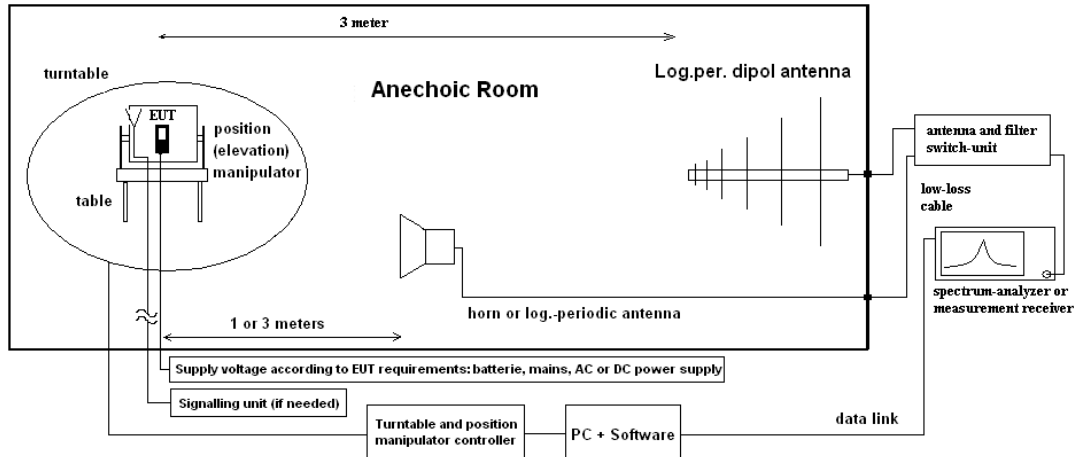 3 meter
turntable
Anechoic Room
Log.per. dipol antenna
EUT
position
(elevation)
manipulator
table
antenna and filter
switch-unit
low-loss
cable
spectrum-analyzer or
measurement receiver
horn or log.-periodic antenna
1 or 3 meters
Supply voltage according to EUT requirements: batterie, mains, AC or DC power supply
Signalling unit (if needed)
Turntable and position
manipulator controller
PC + Software
data link